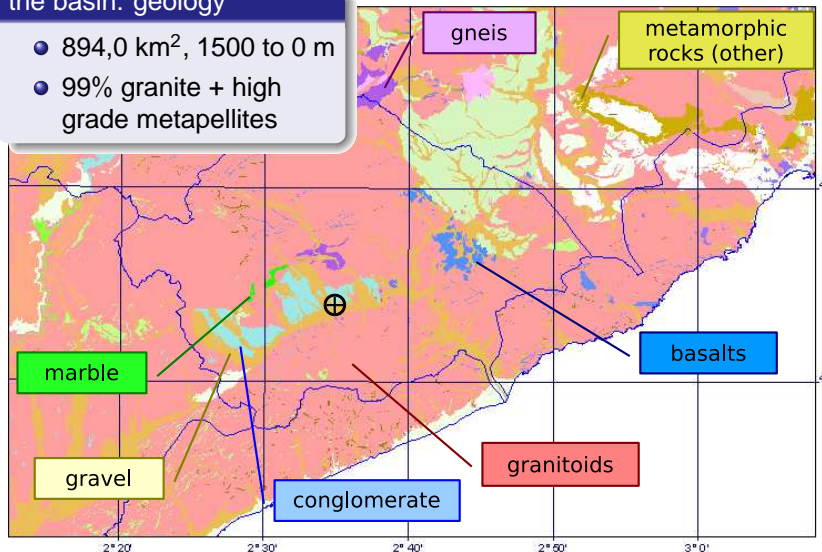 the basin: geology
894,0 km², 1500 to 0 m
99% granite + high
grade metapellites
gneis
metamorphic
rocks (other)
marble
basalts
gravel
conglomerate
granitoids
2°20'
2°30'
2°40'
2°50'
3°0'